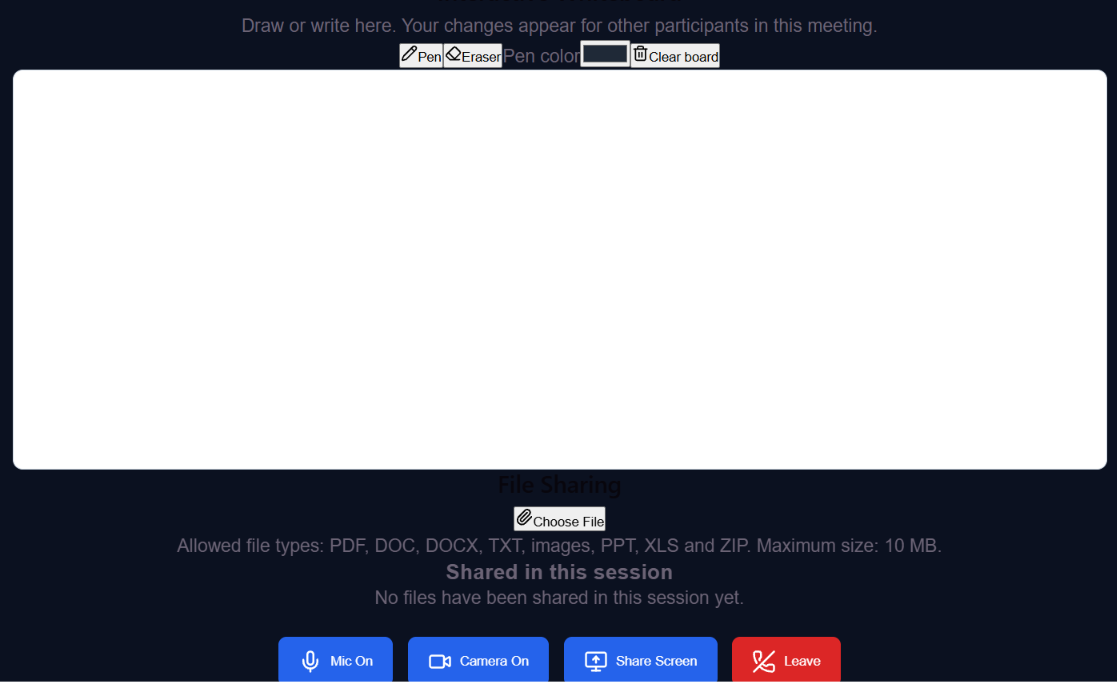 Draw or write here. Your changes appear for other participants in this meeting.
Pen Eraser Pen color Clear board
File Sharing
Choose File
Allowed file types: PDF, DOC, DOCX, TXT, images, PPT, XLS and ZIP. Maximum size: 10 MB.
Shared in this session
No files have been shared in this session yet.
Mic On Camera On Share Screen Leave